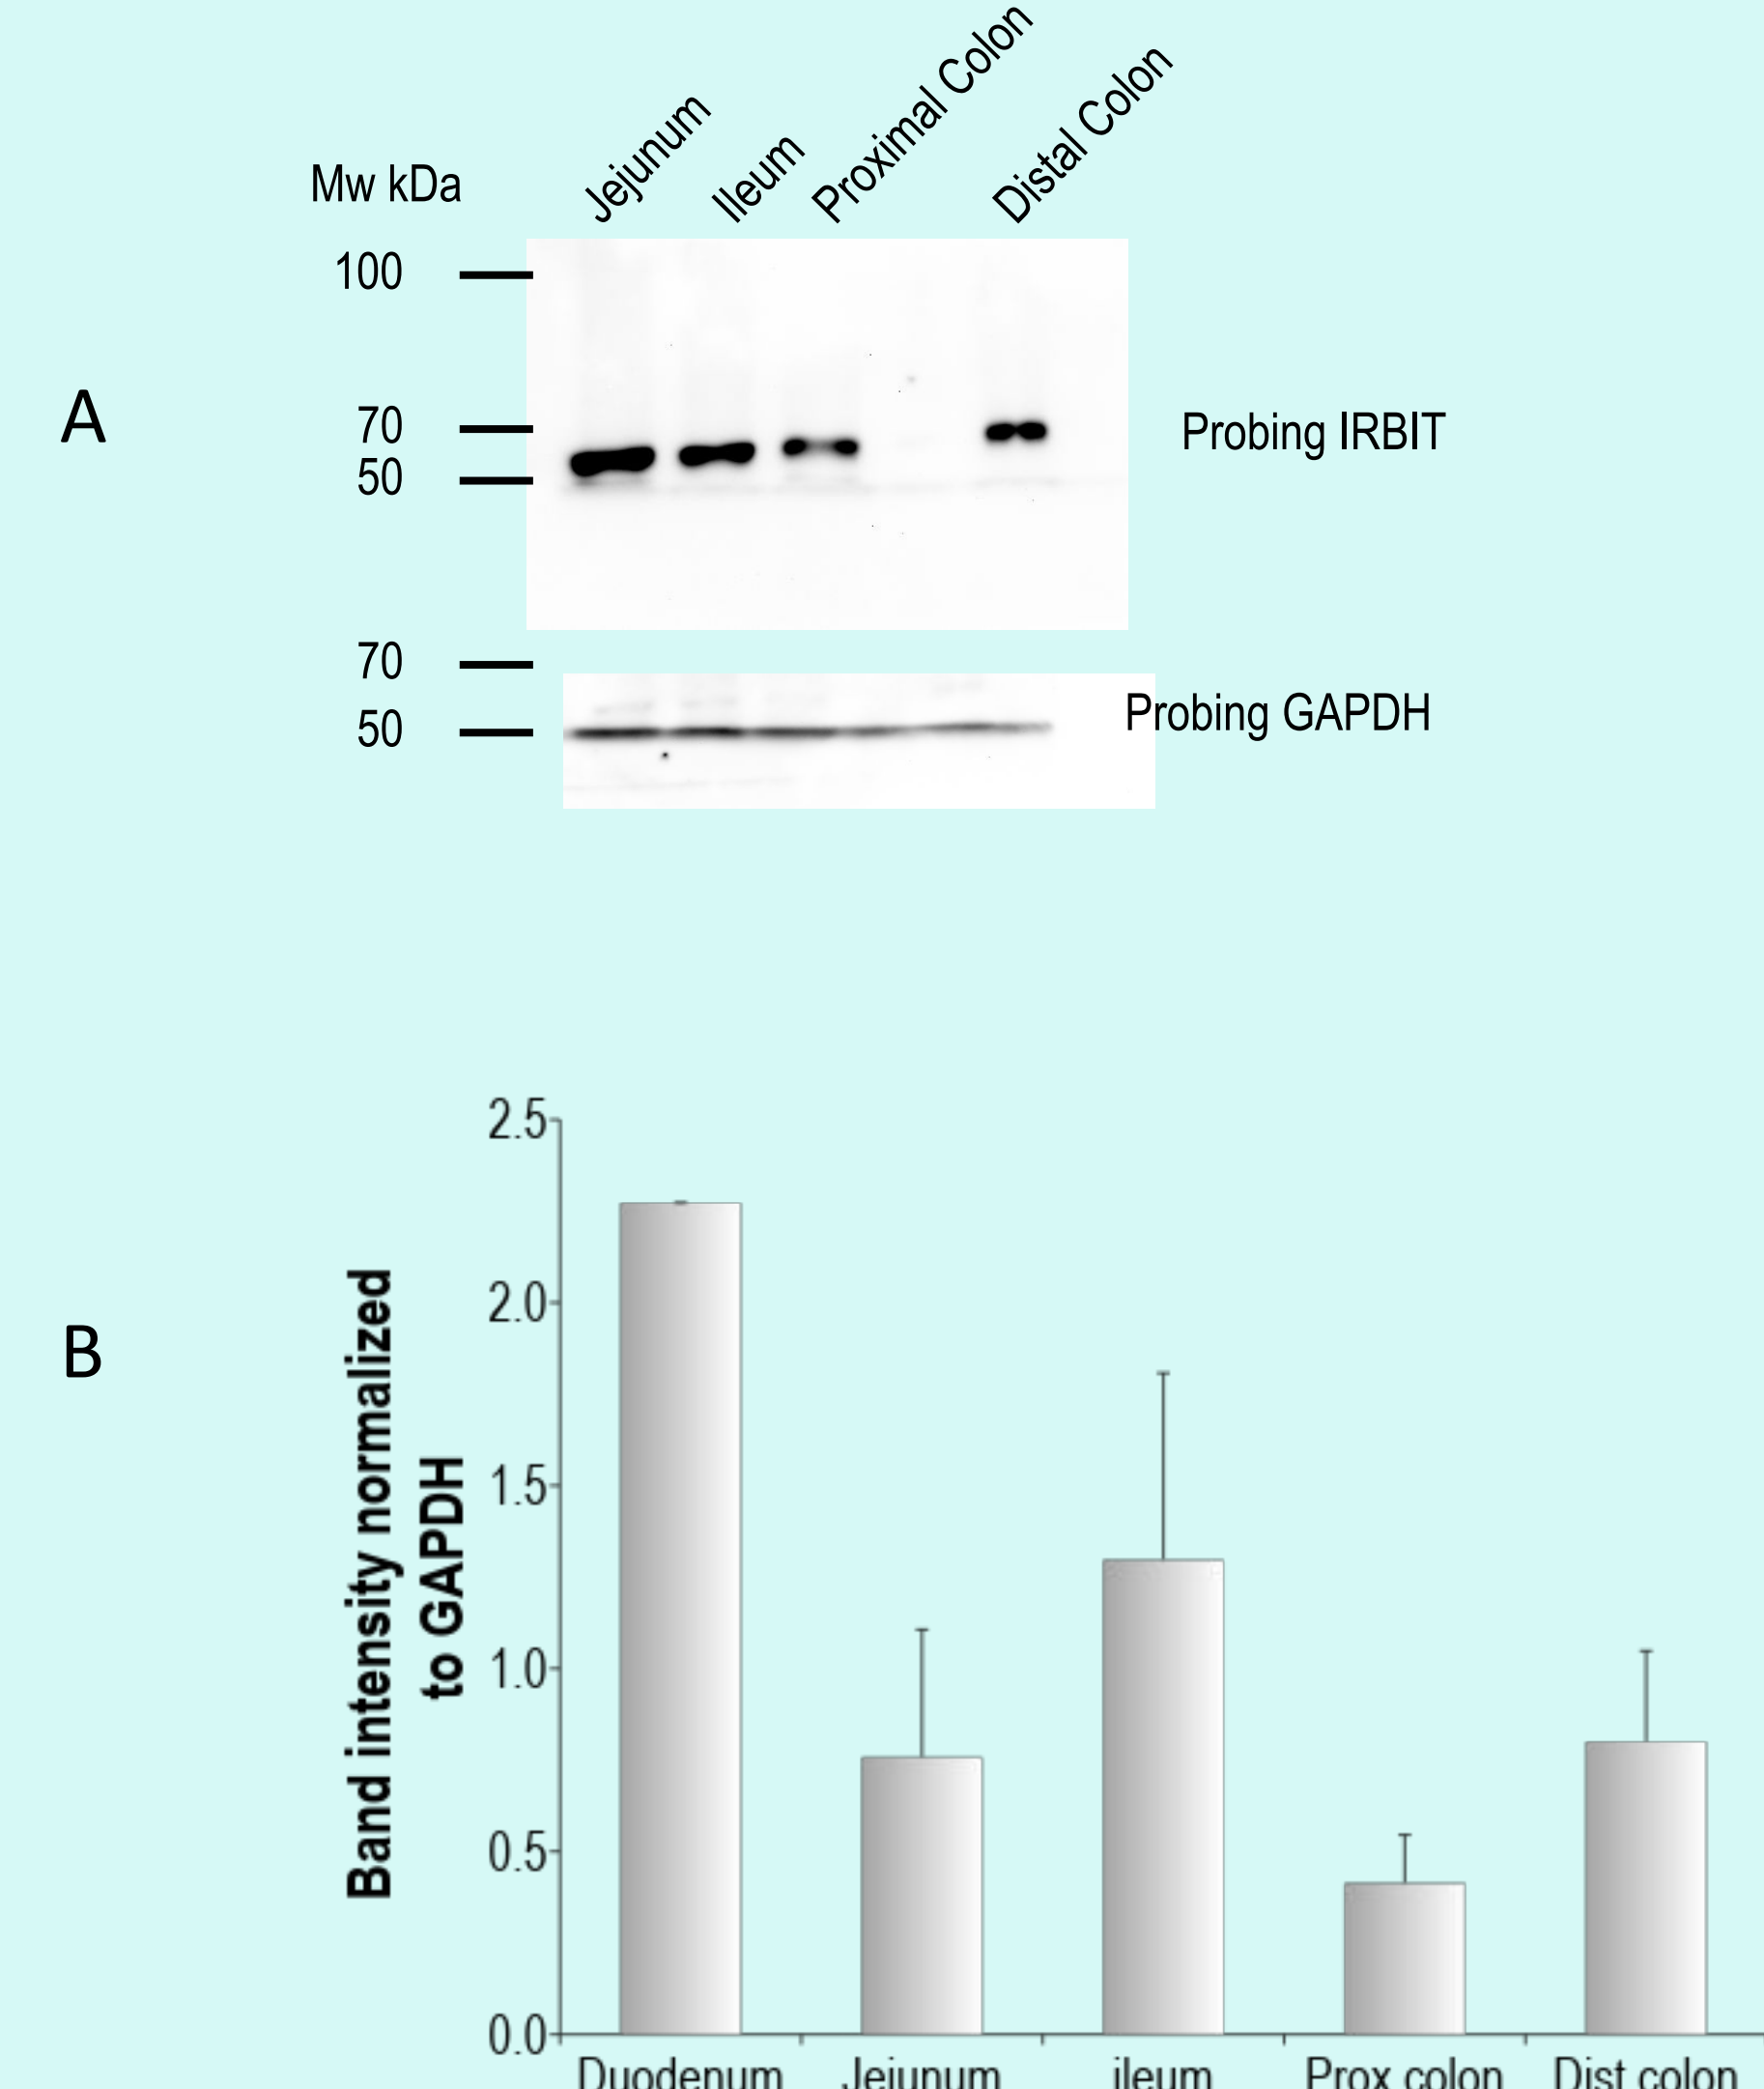 Jejunum
Ileum
Proximal Colon
Distal Colon
Mw kDa
100
A
70
50
Probing IRBIT
70
50
Probing GAPDH
B
Band intensity normalized
to GAPDH
2.5
2.0
1.5
1.0
0.5
0.0
Duodenum
Jejunum
ileum
Prox colon
Dist colon